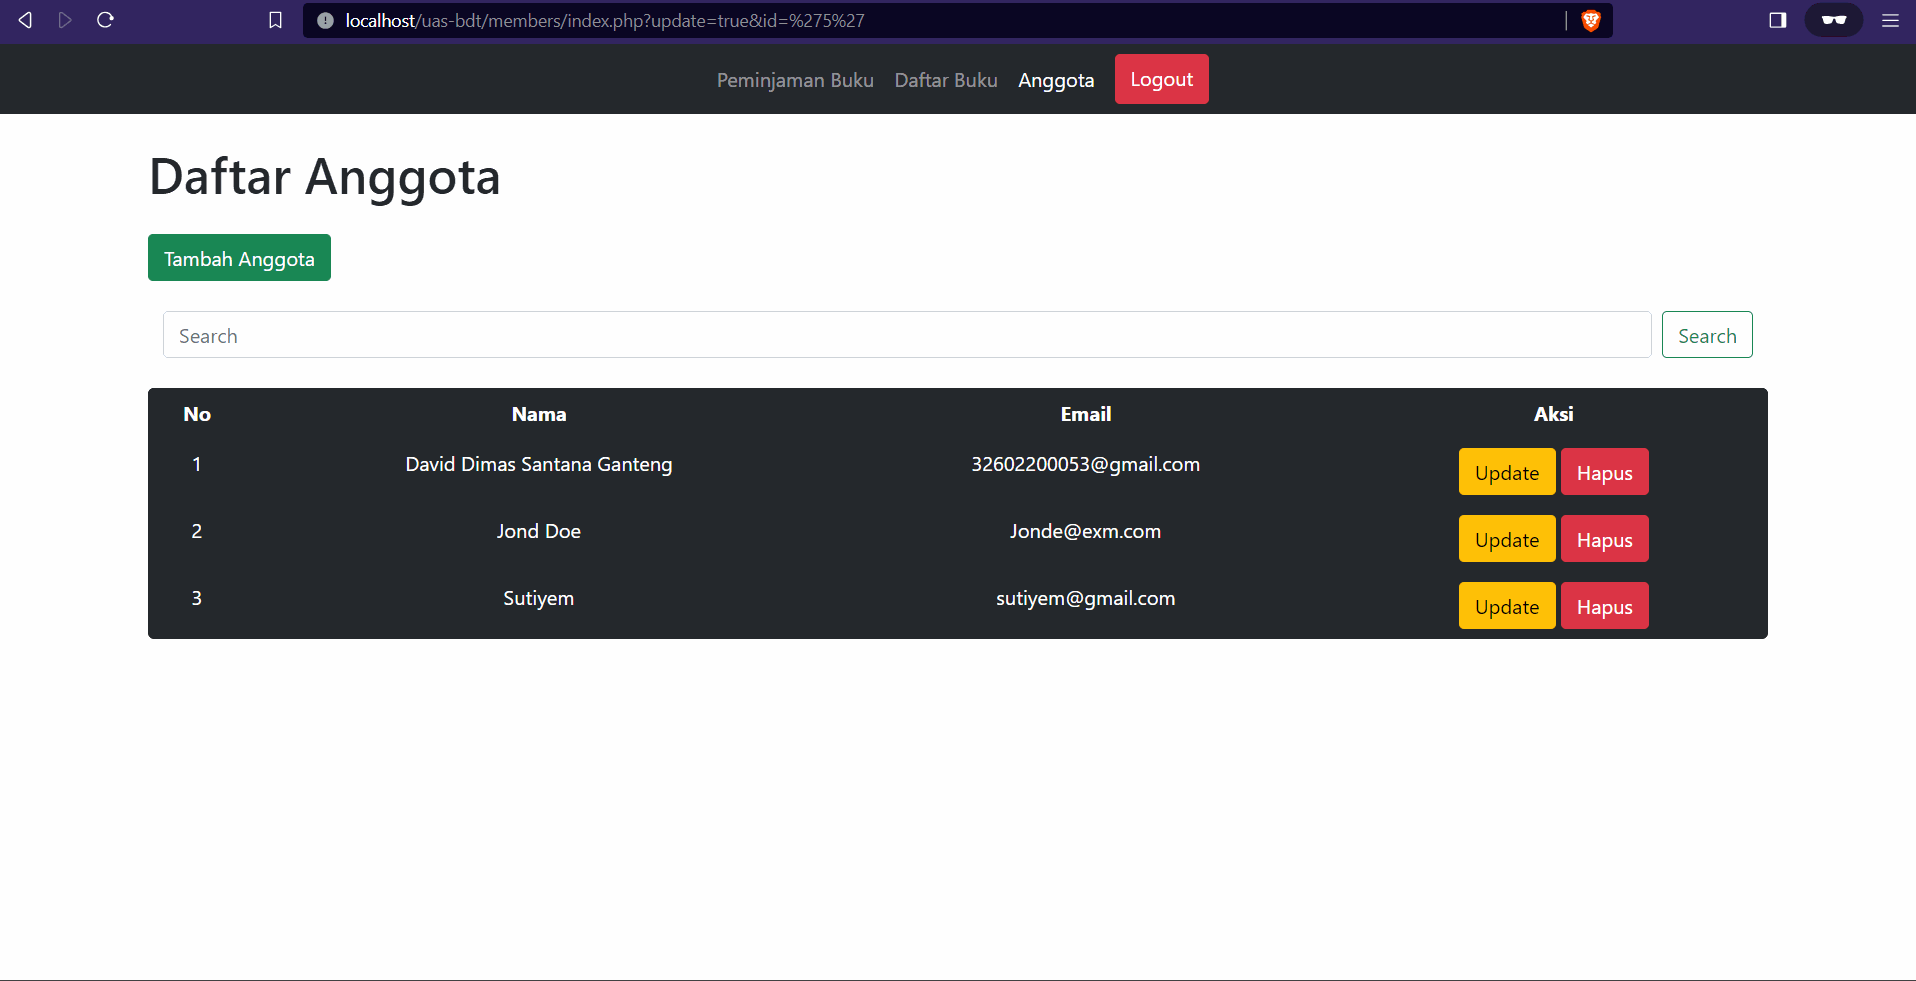 localhost/uas-bdt/members/index.php?update=true&id=%275%27
Peminjaman Buku Daftar Buku Anggota Logout
Daftar Anggota
Tambah Anggota
Search Search
No Nama Email Aksi
1 David Dimas Santana Ganteng 32602200053@gmail.com Update Hapus
2 Jond Doe Jonde@exm.com Update Hapus
3 Sutiyem sutiyem@gmail.com Update Hapus